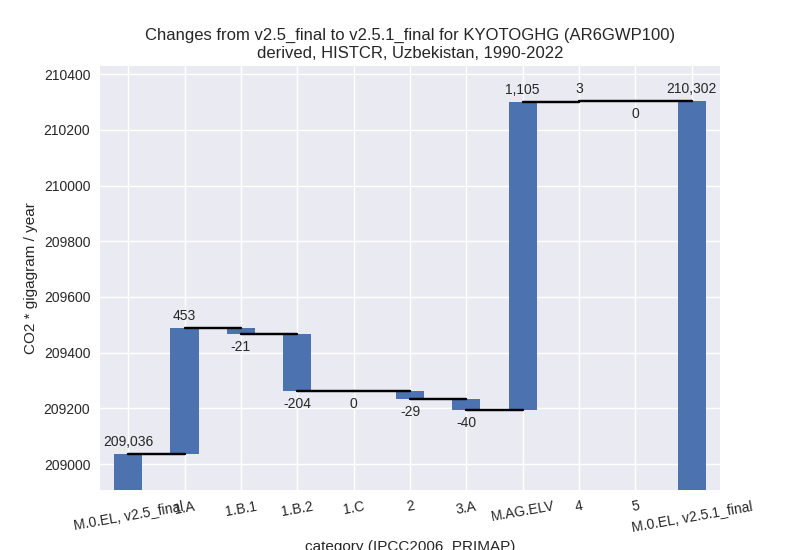 Changes from v2.5_final to v2.5.1_final for KYOTOGHG (AR6GWP100)
derived, HISTCR, Uzbekistan, 1990-2022
210400
210200
210000
209800
209600
209400
209200
209000
CO2 * gigagram / year
209,036
453
-21
-204
0
-29
-40
1,105
3
0
210,302
M.0.EL, v2.5_final
1.A
1.B.1
1.B.2
1.C
2
3.A
M.AG.ELV
4
5
M.0.EL, v2.5.1_final
category (IPCC2006_PRIMAP)